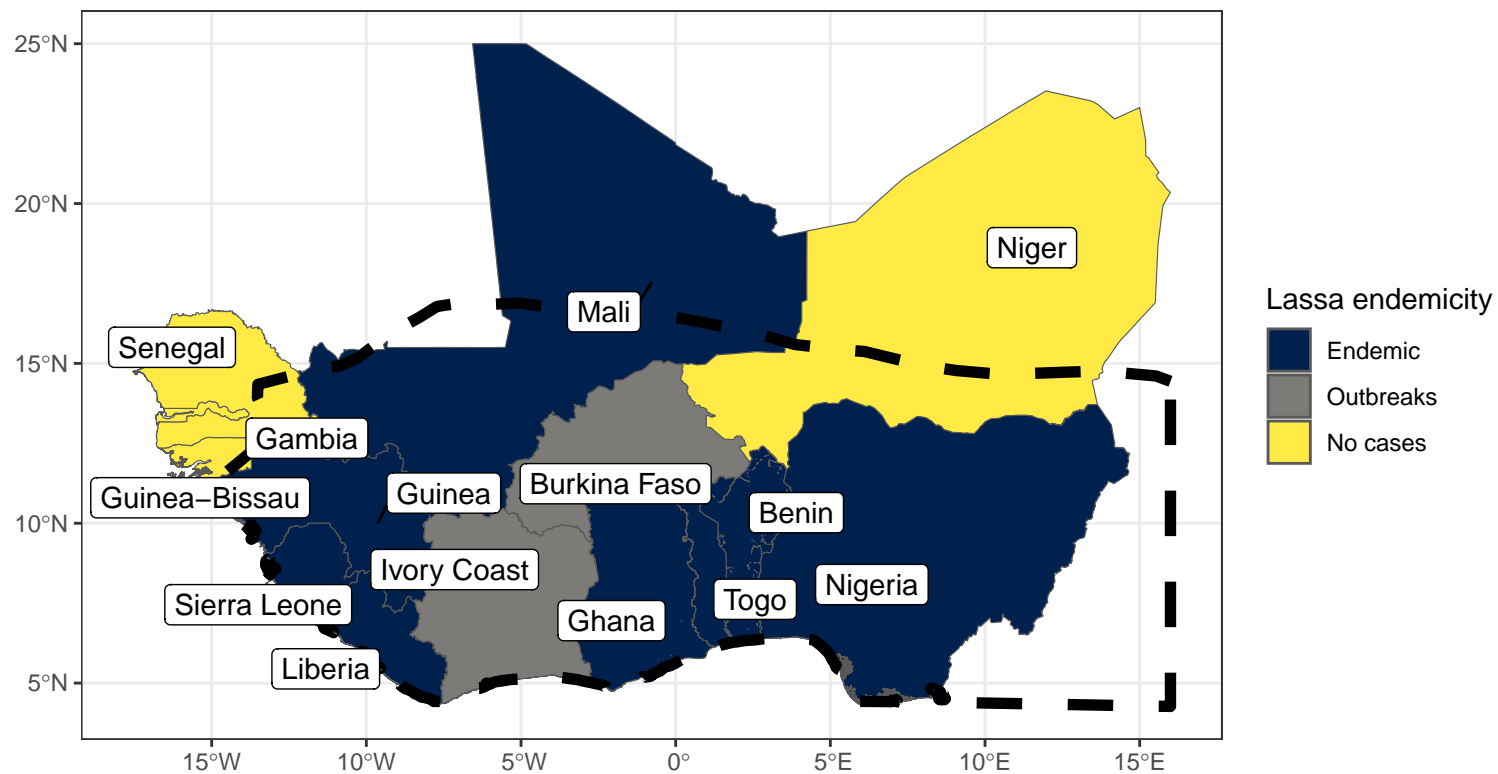 25°N
20°N
15°N
10°N
5°N
15°W
10°W
5°W
0°
5°E
10°E
15°E
Niger
Mali
Senegal
Gambia
Guinea−Bissau
Guinea
Burkina Faso
Benin
Ivory Coast
Nigeria
Sierra Leone
Togo
Ghana
Liberia
Lassa endemicity
Endemic
Outbreaks
No cases